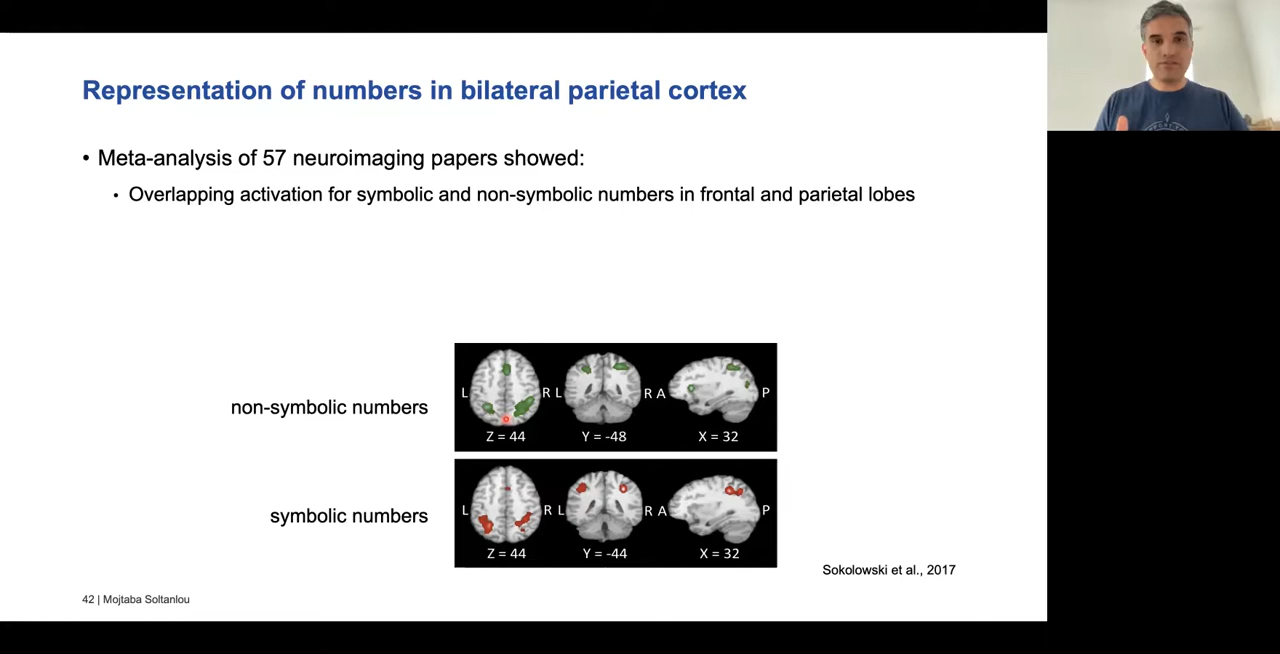 Representation of numbers in bilateral parietal cortex
• Meta-analysis of 57 neuroimaging papers showed:
• Overlapping activation for symbolic and non-symbolic numbers in frontal and parietal lobes
non-symbolic numbers
L R L R A P
Z = 44 Y = -48 X = 32
symbolic numbers
L R L R A P
Z = 44 Y = -44 X = 32
Sokolowski et al., 2017
42 | Mojtaba Soltanlou